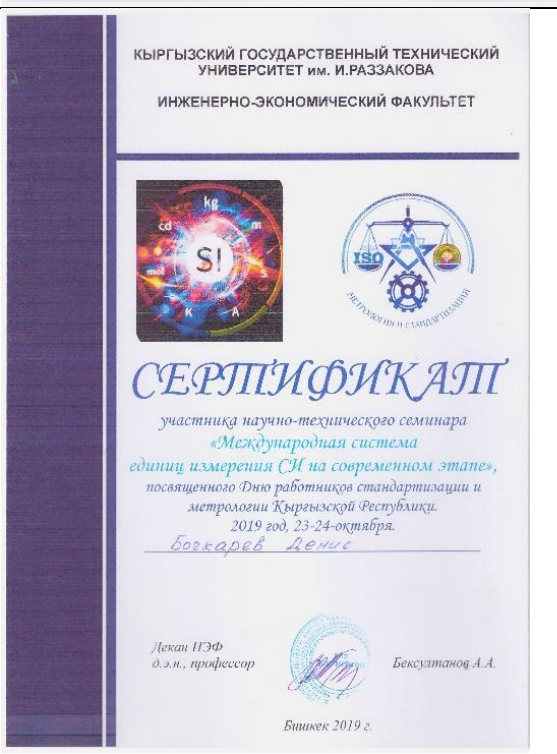 КЫРГЫЗСКИЙ ГОСУДАРСТВЕННЫЙ ТЕХНИЧЕСКИЙ
УНИВЕРСИТЕТ им. И.РАЗЗАКОВА
ИНЖЕНЕРНО-ЭКОНОМИЧЕСКИЙ ФАКУЛЬТЕТ
kg
cd
m
SI
mol
s
K
A
ISO
МЕТРОЛОГИЯ И СТАНДАРТИЗАЦИЯ
СЕРТИФИКАТ
участника научно-технического семинара
«Международная система
единиц измерения СИ на современном этапе»,
посвященного Дню работников стандартизации и
метрологии Кыргызской Республики.
2019 год, 23-24-октября.
Бочкарев Денис
Декан ИЭФ
д.э.н., профессор
Бексултанов А.А.
Бишкек 2019 г.